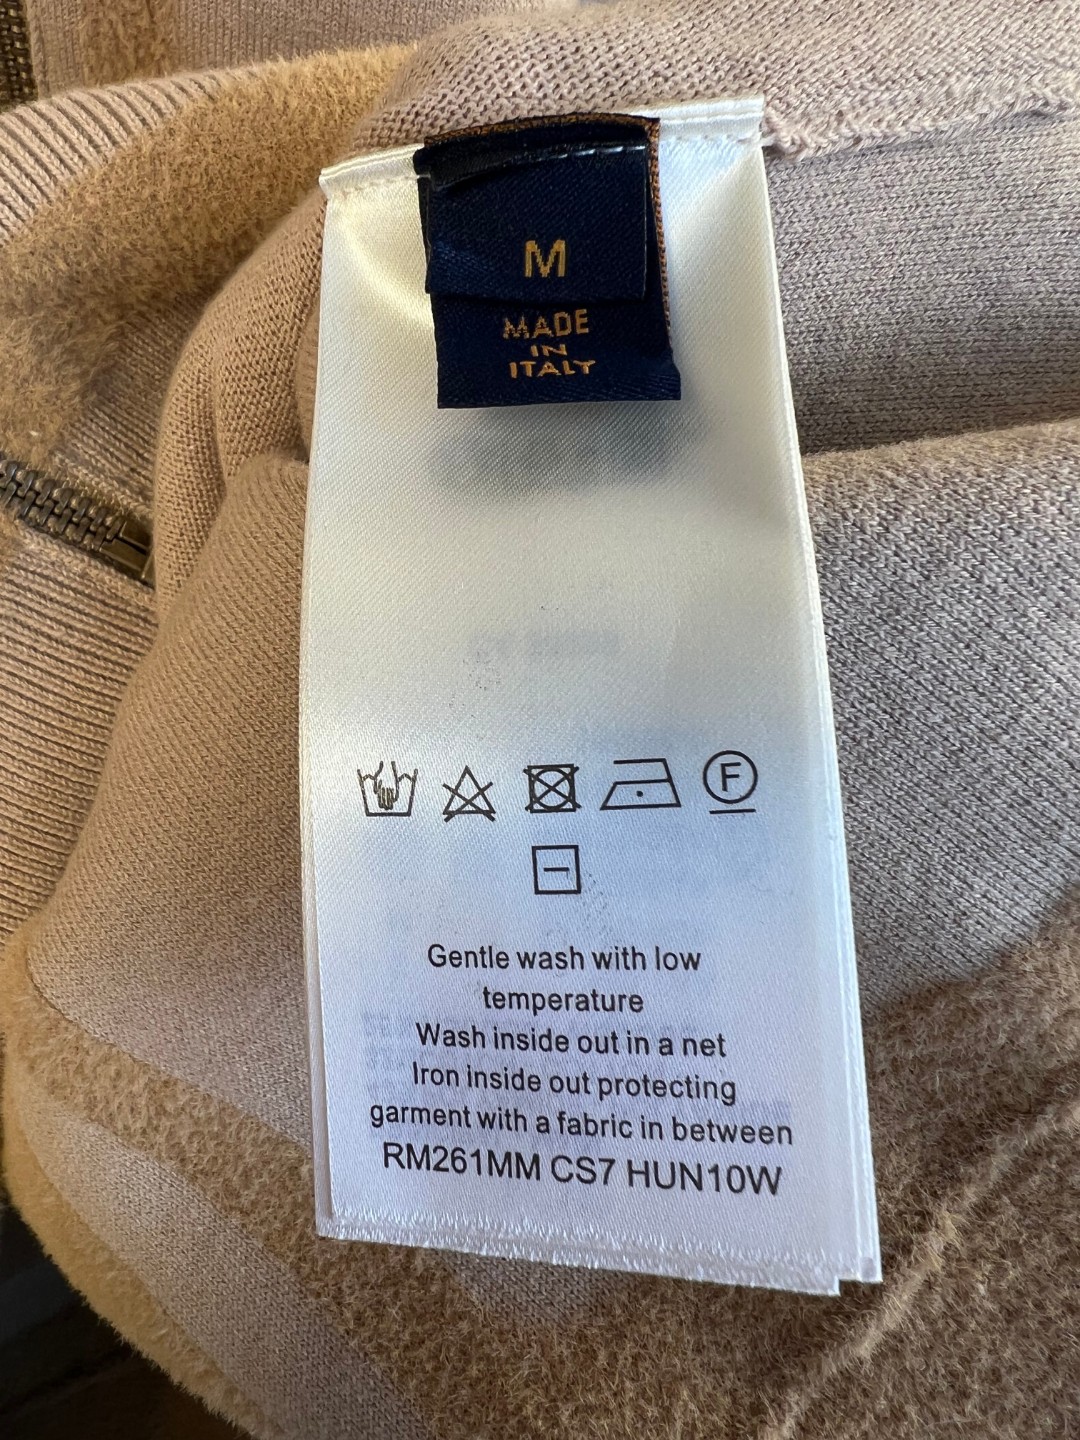 M
MADE
IN
ITALY
F
Gentle wash with low
temperature
Wash inside out in a net
Iron inside out protecting
garment with a fabric in between
RM261MM CS7 HUN10W